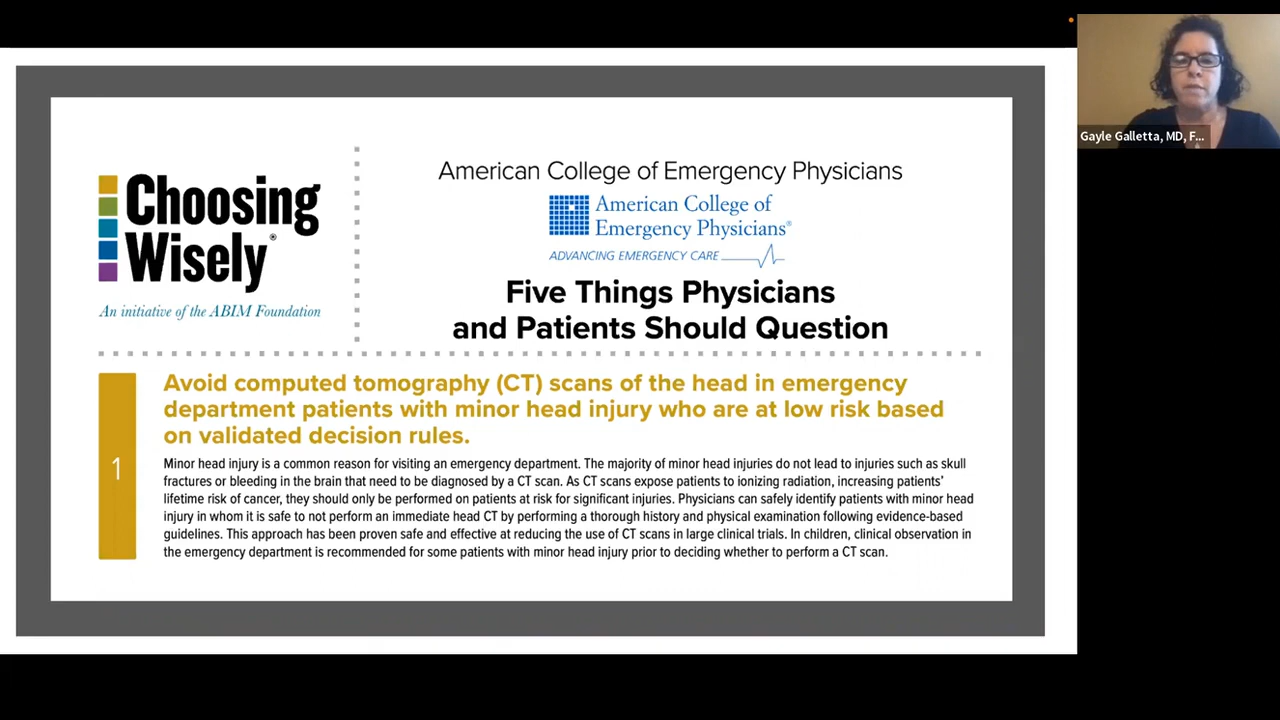 Choosing
Wisely®
An initiative of the ABIM Foundation
American College of Emergency Physicians
American College of
Emergency Physicians®
ADVANCING EMERGENCY CARE
Five Things Physicians
and Patients Should Question
1
Avoid computed tomography (CT) scans of the head in emergency
department patients with minor head injury who are at low risk based
on validated decision rules.
Minor head injury is a common reason for visiting an emergency department. The majority of minor head injuries do not lead to injuries such as skull
fractures or bleeding in the brain that need to be diagnosed by a CT scan. As CT scans expose patients to ionizing radiation, increasing patients’
lifetime risk of cancer, they should only be performed on patients at risk for significant injuries. Physicians can safely identify patients with minor head
injury in whom it is safe to not perform an immediate head CT by performing a thorough history and physical examination following evidence-based
guidelines. This approach has been proven safe and effective at reducing the use of CT scans in large clinical trials. In children, clinical observation in
the emergency department is recommended for some patients with minor head injury prior to deciding whether to perform a CT scan.
Gayle Galletta, MD, F...